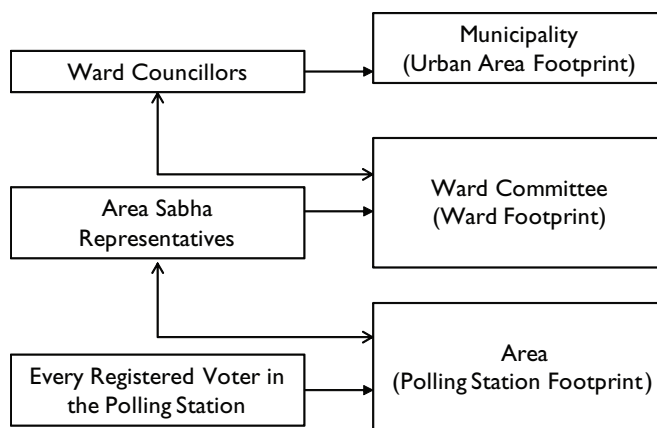 Municipality
(Urban Area Footprint)
Ward Councillors
Ward Committee
(Ward Footprint)
Area Sabha
Representatives
Area
(Polling Station Footprint)
Every Registered Voter in
the Polling Station